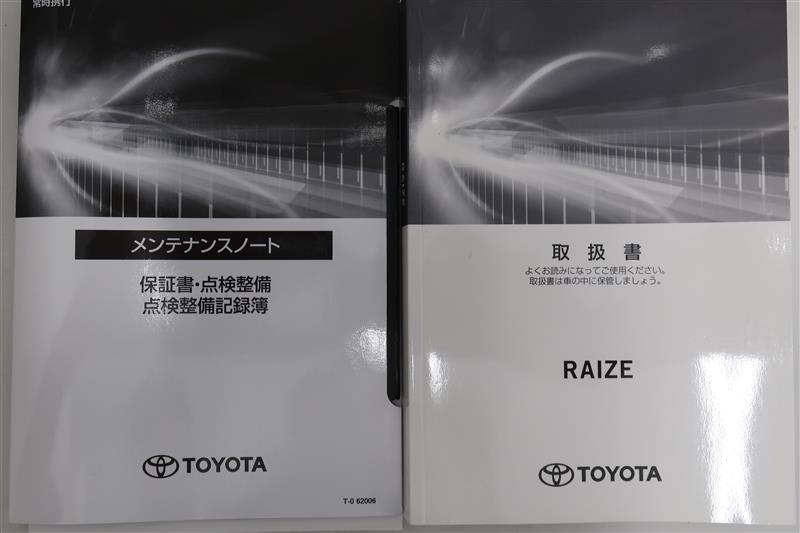 常時携行
メンテナンスノート
保証書・点検整備
点検整備記録簿
TOYOTA
T-0 62006
取扱書
よくお読みになってご使用ください。
取扱書は車の中に保管しましょう。
RAIZE
TOYOTA